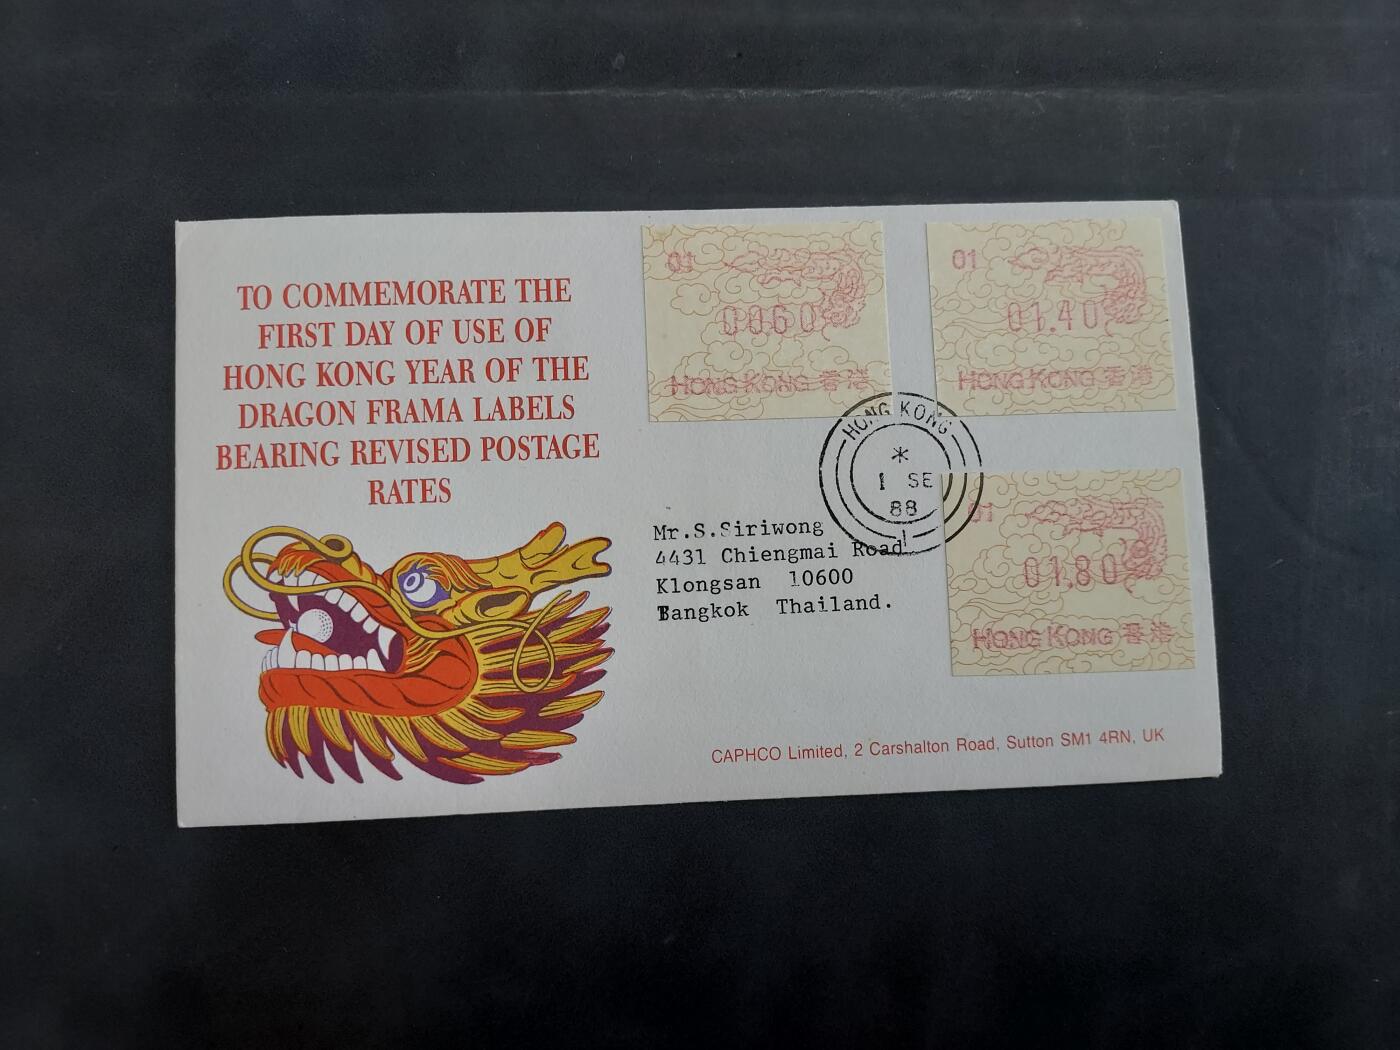 TO COMMEMORATE THE
FIRST DAY OF USE OF
HONG KONG YEAR OF THE
DRAGON FRAMA LABELS
BEARING REVISED POSTAGE
RATES
01
0060
HONG KONG 香港
01
01.40
HONG KONG 香港
HONG KONG
*
1 SE
88
1
01
01.80
HONG KONG 香港
Mr.S.Siriwong
4431 Chiengmai Road
Klongsan 10600
Bangkok Thailand.
CAPHCO Limited, 2 Carshalton Road, Sutton SM1 4RN, UK